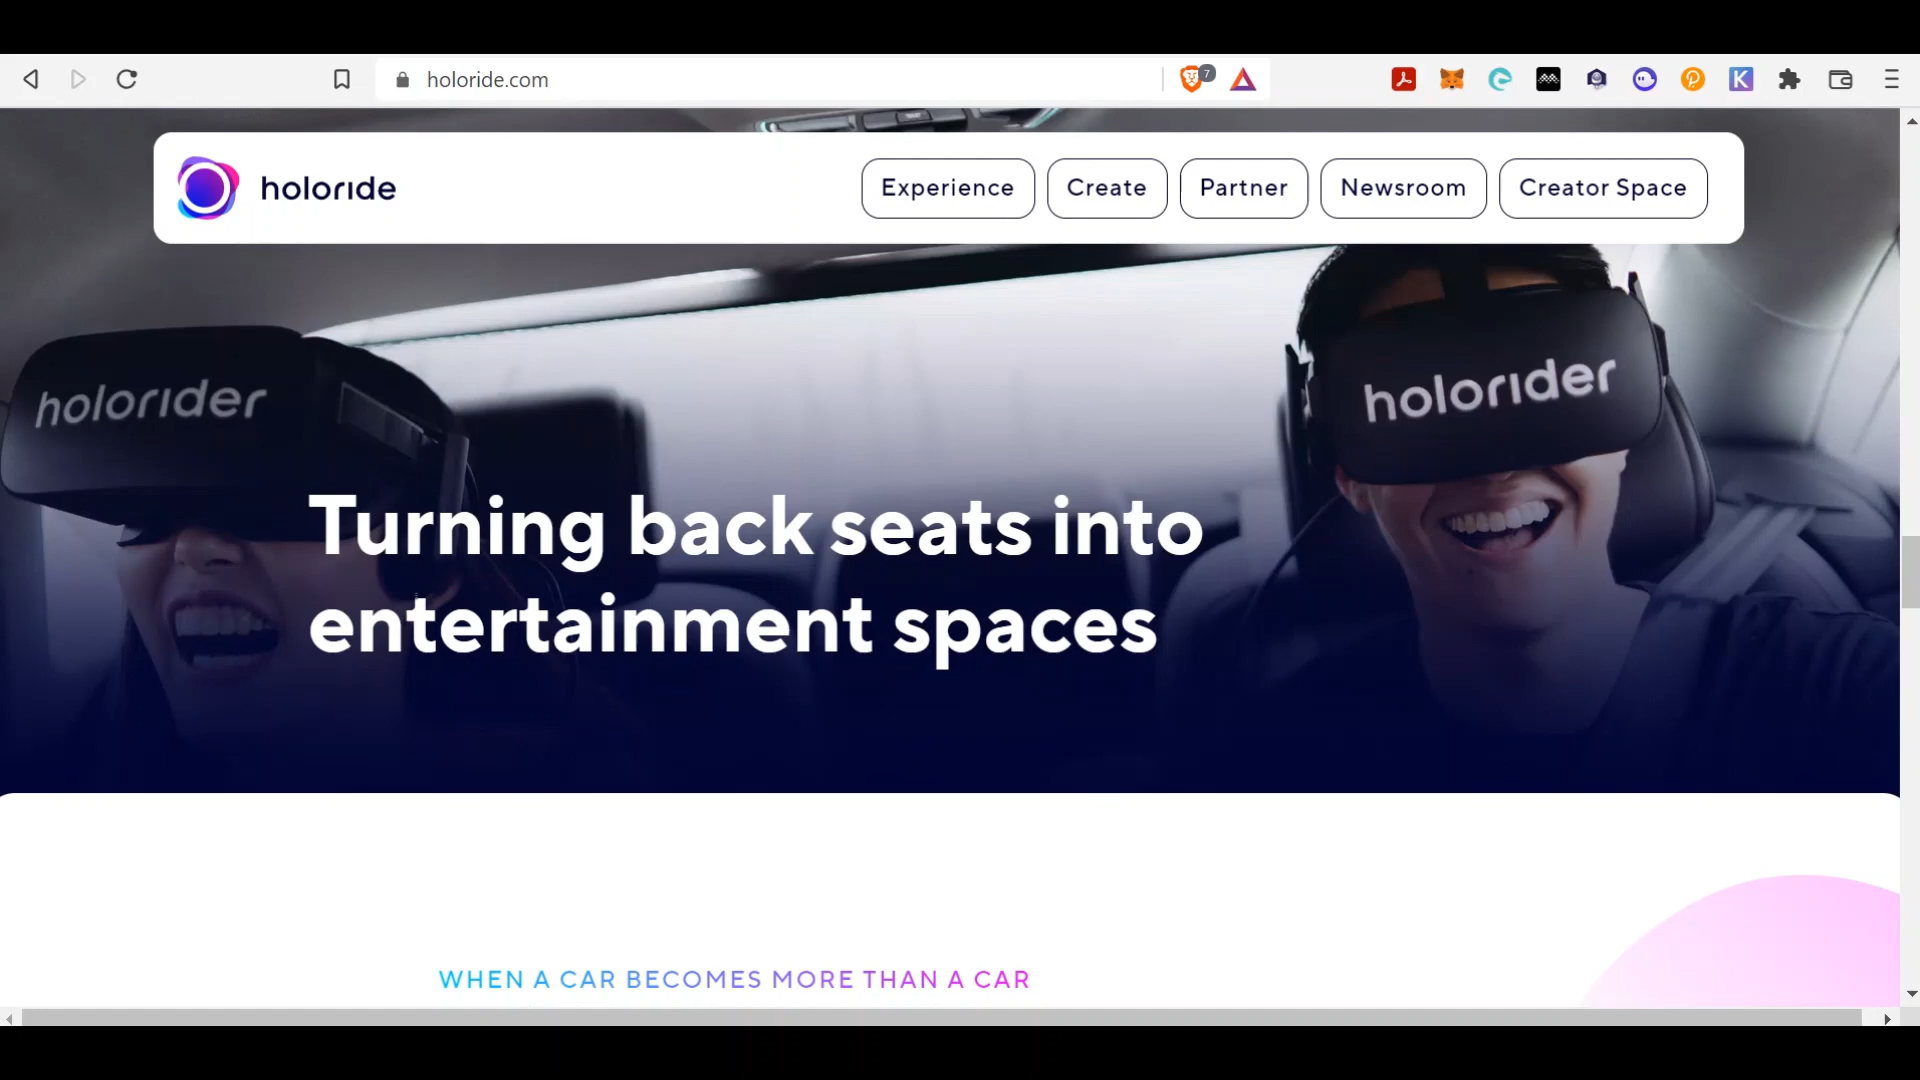 holoride.com
7
holoride
Experience
Create
Partner
Newsroom
Creator Space
holorider
holorider
Turning back seats into
entertainment spaces
WHEN A CAR BECOMES MORE THAN A CAR